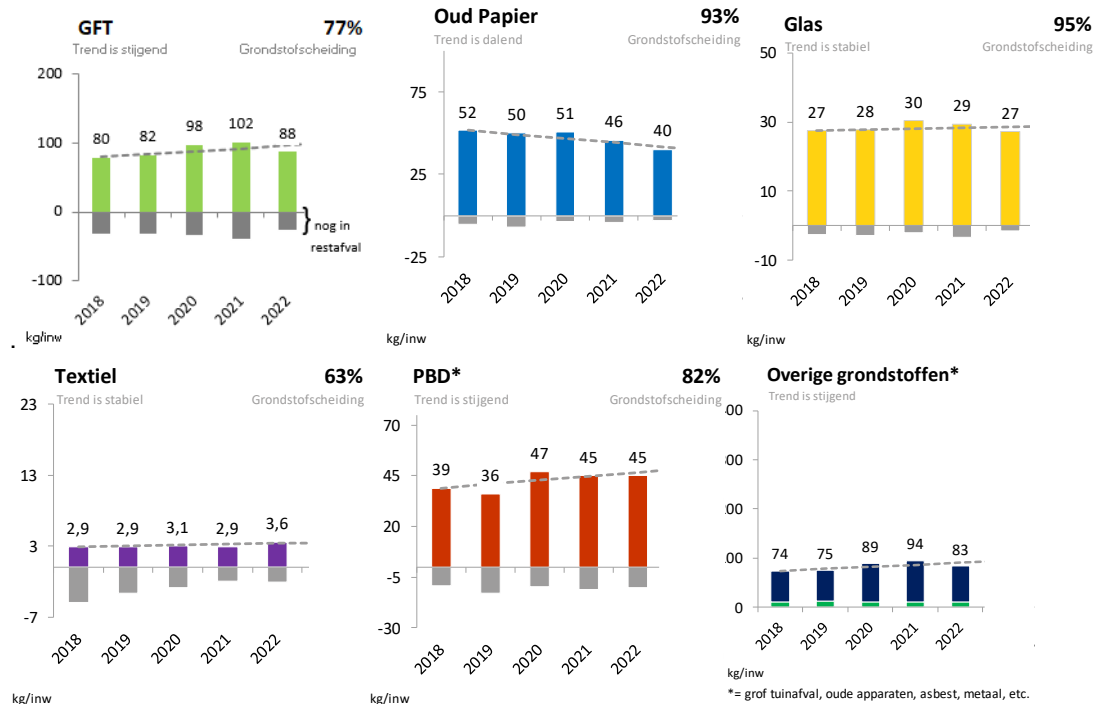 GFT 77%
Trend is stijgend Grondstofscheiding
200
100
0
-100
80 82 98 102 88
nog in
restafval
2018 2019 2020 2021 2022
kg/inw
Oud Papier 93%
Trend is dalend Grondstofscheiding
75
25
-25
52 50 51 46 40
2018 2019 2020 2021 2022
kg/inw
Glas 95%
Trend is stabiel Grondstofscheiding
50
30
10
-10
27 28 30 29 27
2018 2019 2020 2021 2022
kg/inw
Textiel 63%
Trend is stabiel Grondstofscheiding
23
13
3
-7
2,9 2,9 3,1 2,9 3,6
2018 2019 2020 2021 2022
kg/inw
PBD* 82%
Trend is stijgend Grondstofscheiding
70
45
20
-5
-30
39 36 47 45 45
2018 2019 2020 2021 2022
kg/inw
Overige grondstoffen*
Trend is stijgend
0
74 75 89 94 83
2018 2019 2020 2021 2022
kg/inw
*= grof tuinafval, oude apparaten, asbest, metaal, etc.